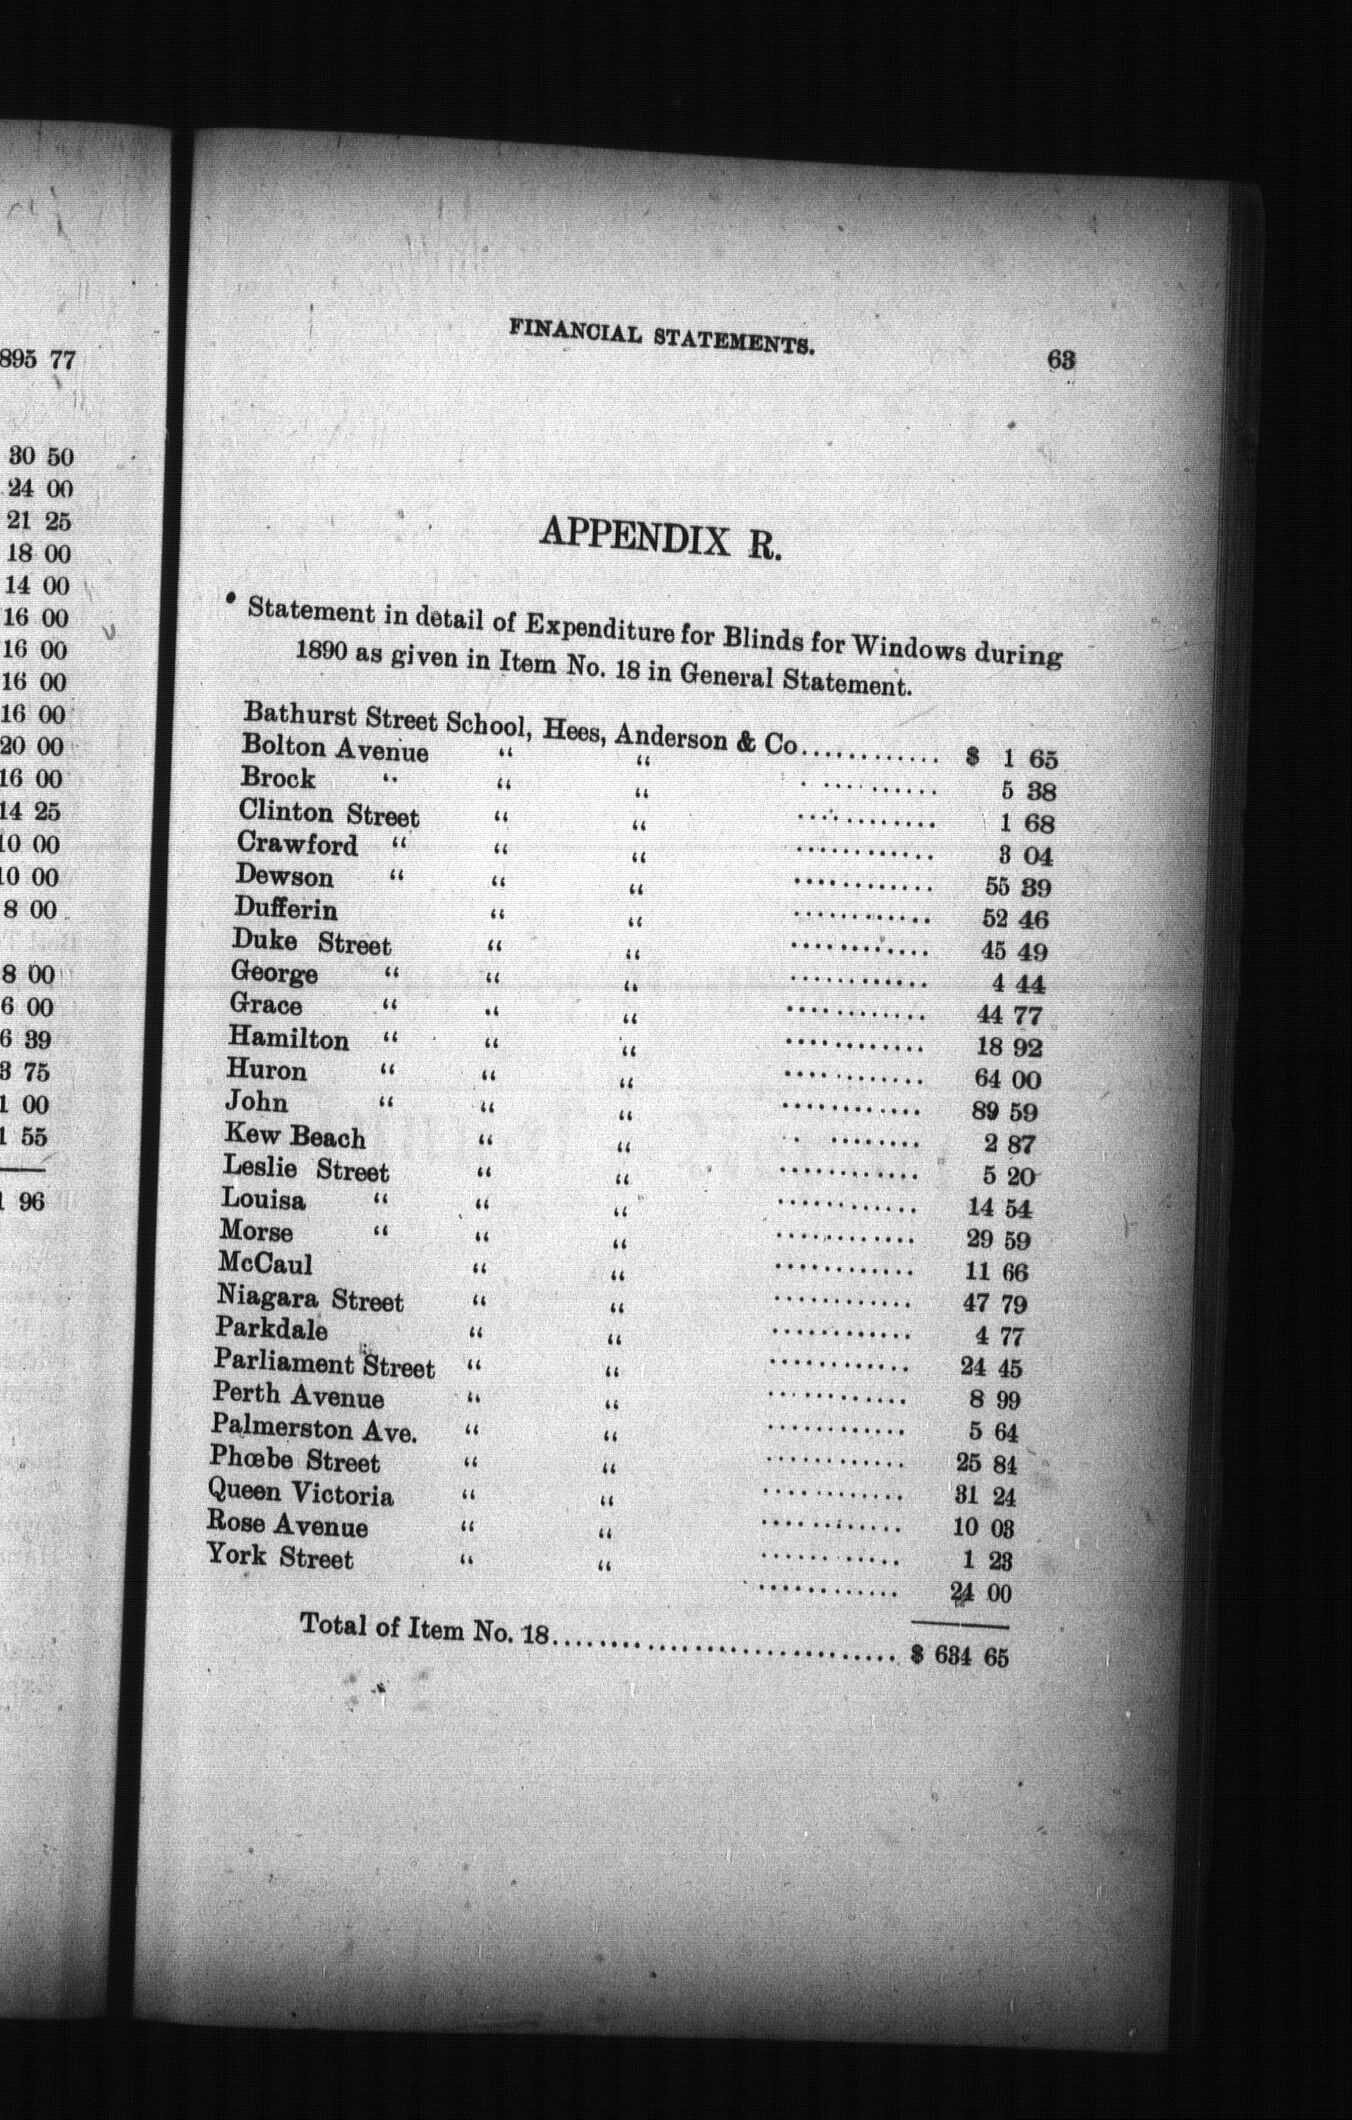 895 77
30 50
24 00
21 25
18 00
14 00
16 00
16 00
16 00
16 00
20 00
16 00
14 25
10 00
10 00
8 00
8 00
6 00
6 39
3 75
1 00
1 55
1 96
FINANCIAL STATEMENTS. 63
APPENDIX R.
Statement in detail of Expenditure for Blinds for Windows during
1890 as given in Item No. 18 in General Statement.
Bathurst Street School, Hees, Anderson & Co............ $ 1 65
Bolton Avenue “ “ ........... 5 38
Brock “ “ “ ............ 1 68
Clinton Street “ “ ............ 3 04
Crawford “ “ “ ............ 55 39
Dewson “ “ “ ............ 52 46
Dufferin “ “ ............ 45 49
Duke Street “ “ ............ 4 44
George “ “ “ ............ 44 77
Grace “ “ “ ............ 18 92
Hamilton “ “ “ ............ 64 00
Huron “ “ “ ............ 89 59
John “ “ “ .......... 2 87
Kew Beach “ “ ............ 5 20
Leslie Street “ “ ............ 14 54
Louisa “ “ “ ............ 29 59
Morse “ “ “ ............ 11 66
McCaul “ “ ............ 47 79
Niagara Street “ “ ............ 4 77
Parkdale “ “ ............ 24 45
Parliament Street “ “ ............ 8 99
Perth Avenue “ “ ............ 5 64
Palmerston Ave. “ “ ............ 25 84
Phœbe Street “ “ ............ 31 24
Queen Victoria “ “ ............ 10 03
Rose Avenue “ “ ............ 1 23
York Street “ “ ............ 24 00
Total of Item No. 18.............................. $ 634 65